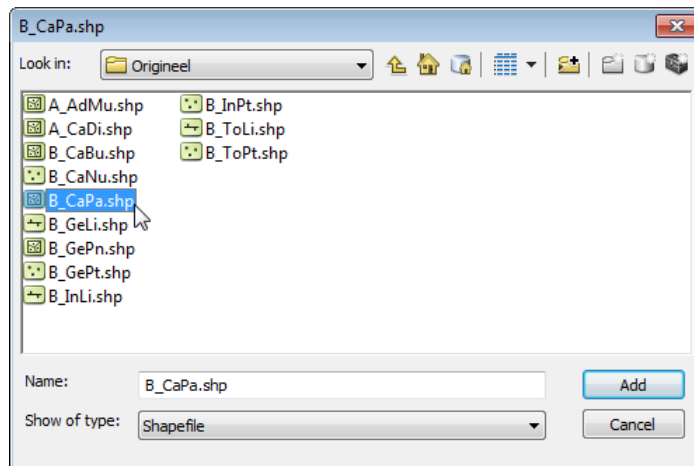 B_CaPa.shp
Look in: Origineel
A_AdMu.shp
A_CaDi.shp
B_CaBu.shp
B_CaNu.shp
B_CaPa.shp
B_GeLi.shp
B_GePn.shp
B_GePt.shp
B_InLi.shp
B_InPt.shp
B_ToLi.shp
B_ToPt.shp
Name: B_CaPa.shp Add
Show of type: Shapefile Cancel